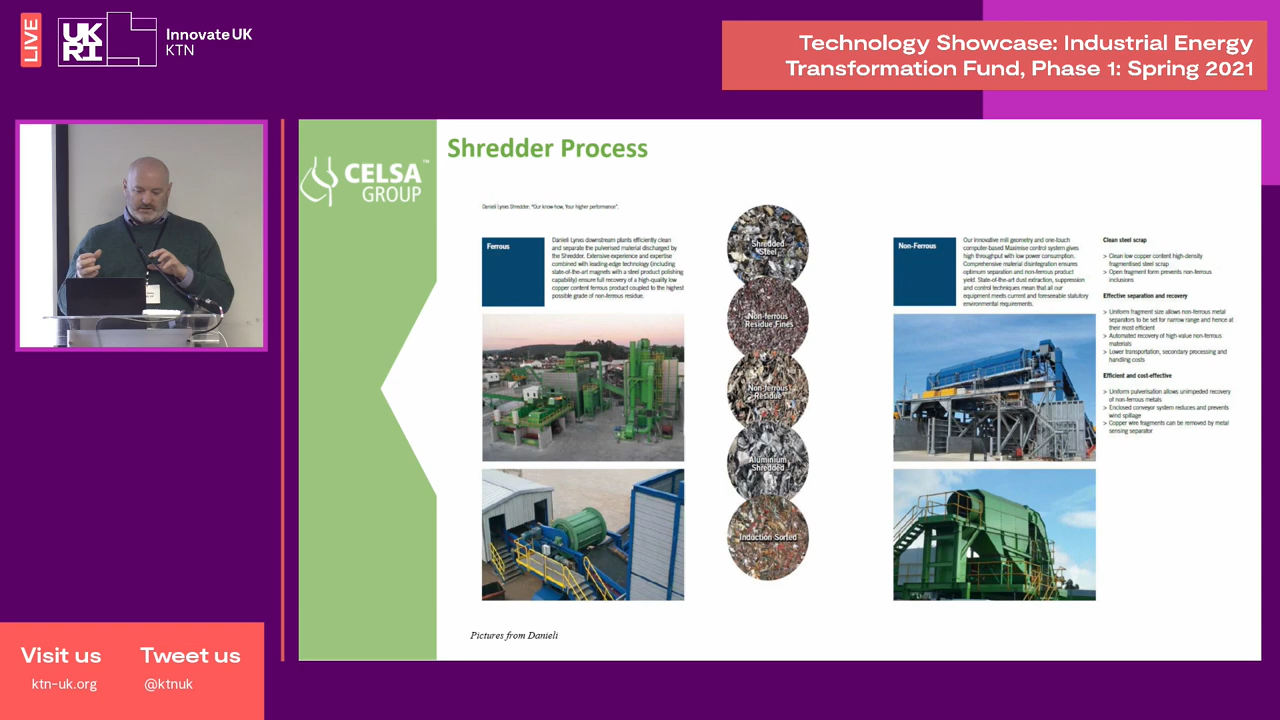 LIVE
UK
RI
Innovate UK
KTN
Technology Showcase: Industrial Energy
Transformation Fund, Phase 1: Spring 2021
CELSA™
GROUP
Shredder Process
Danieli Lynxs Shredder. "Our know-how, Your higher performance".
Ferrous
Danieli Lynxs downstream plants efficiently clean
and separate the pulverised material discharged by
the Shredder. Extensive experience and expertise
combined with leading-edge technology (including
state-of-the-art magnets with a steel product polishing
capability) ensure full recovery of a high-quality low
copper content ferrous product coupled to the highest
possible grade of non-ferrous residue.
Shredded
Steel
Non-ferrous
Residue Fines
Non-ferrous
Residue
Aluminium
Shredded
Induction Sorted
Non-Ferrous
Our innovative mill geometry and one-touch
computer-based Maximise control system gives
high throughput with low power consumption.
Comprehensive material disintegration ensures
optimum separation and non-ferrous product
yield. State-of-the-art dust extraction, suppression
and control techniques mean that all our
equipment meets current and foreseable statutory
environmental requirements.
Clean steel scrap
> Clean low copper content high-density
fragmentised steel scrap
> Open fragment form prevents non-ferrous
inclusions
Effective separation and recovery
> Uniform fragment size allows non-ferrous metal
separators to be set for narrow range and hence at
their most efficient
> Automated recovery of high-value non-ferrous
materials
> Lower transportation, secondary processing and
handling costs
Efficient and cost-effective
> Uniform pulverisation allows unimpeded recovery
of non-ferrous metals
> Enclosed conveyor system reduces and prevents
wind spillage
> Copper wire fragments can be removed by metal
sensing separator
Pictures from Danieli
Visit us
ktn-uk.org
Tweet us
@ktnuk